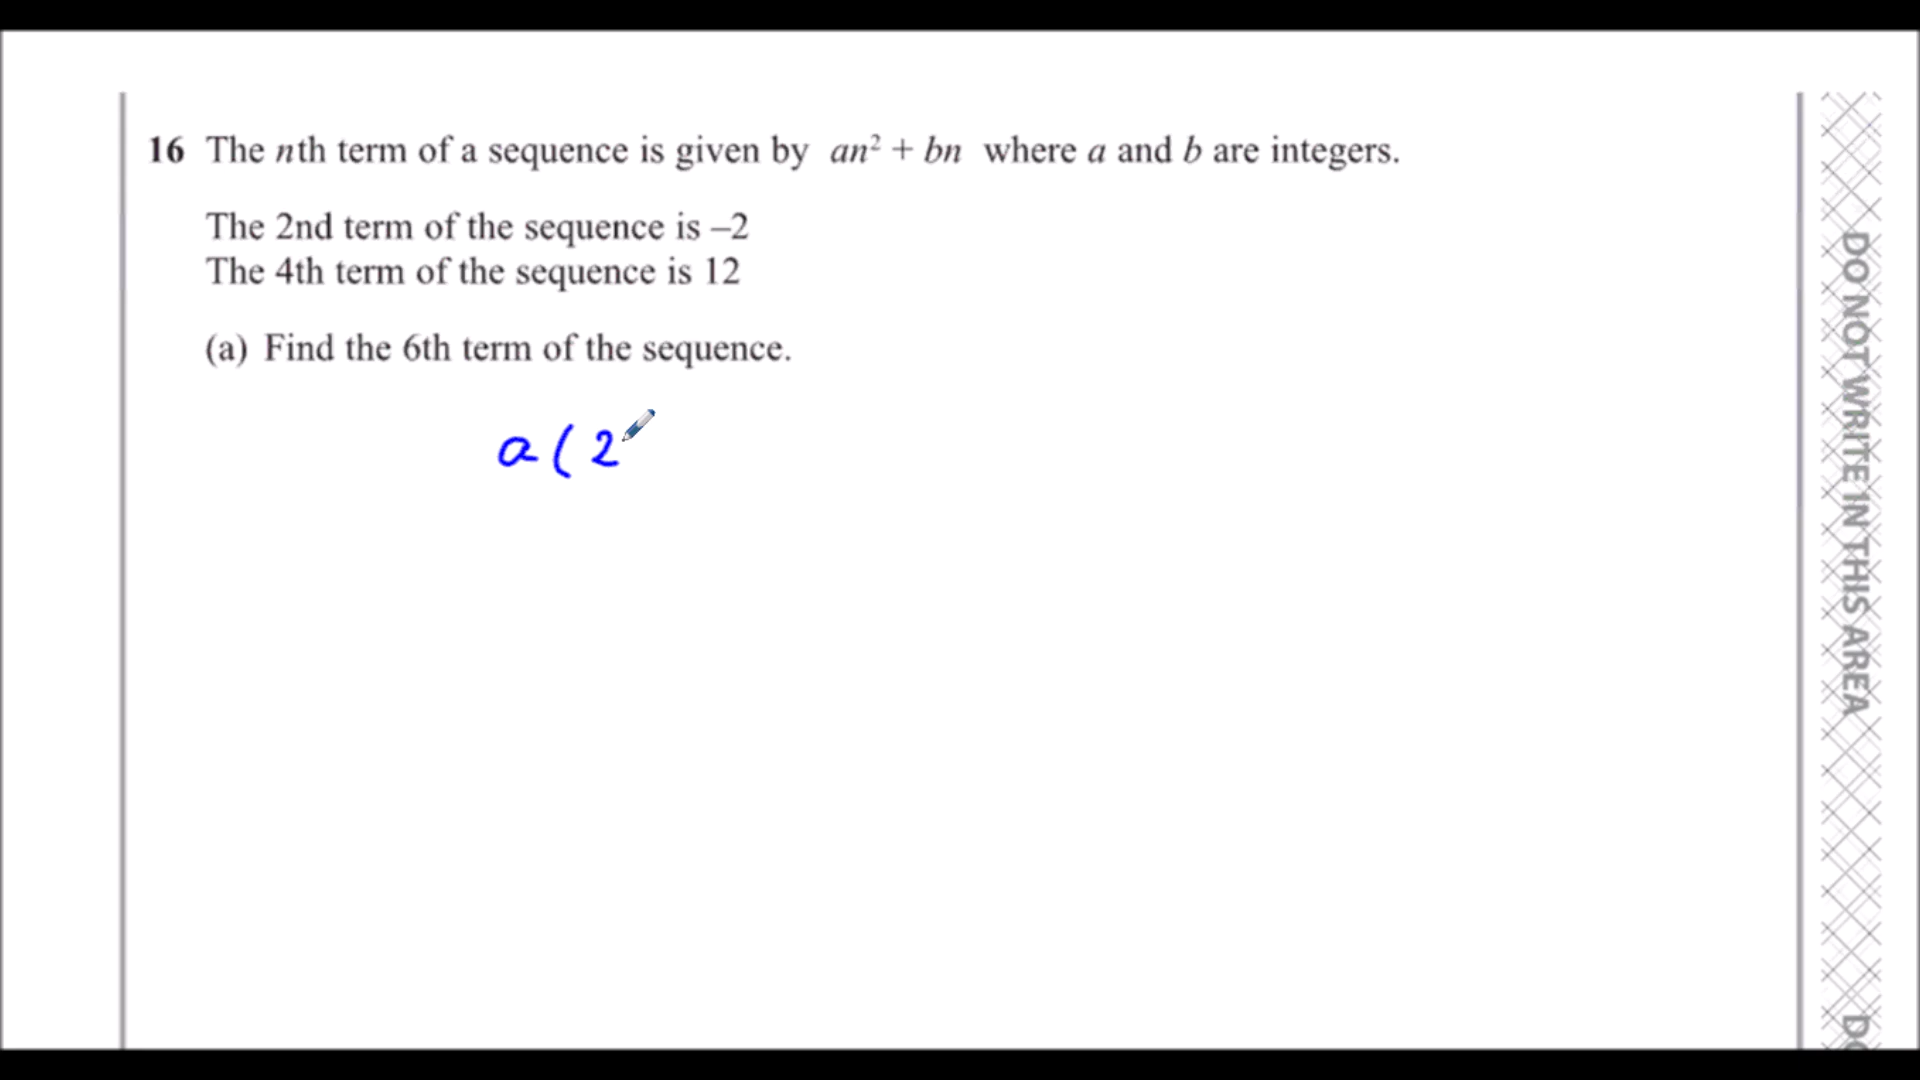 16 The nth term of a sequence is given by an² + bn where a and b are integers.
The 2nd term of the sequence is –2
The 4th term of the sequence is 12
(a) Find the 6th term of the sequence.
a ( 2
DO NOT WRITE IN THIS AREA
DO